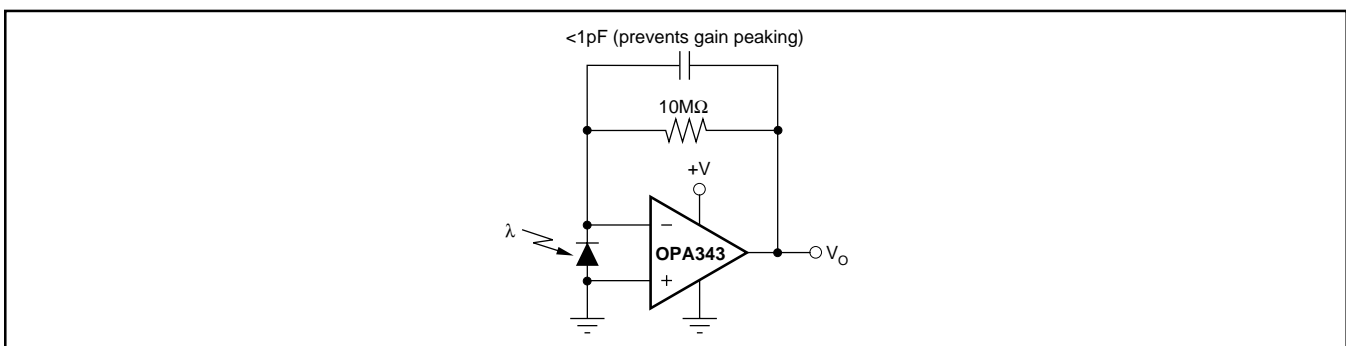 <1pF (prevents gain peaking)
10MΩ
+V
λ
−
OPA343
+
V_O